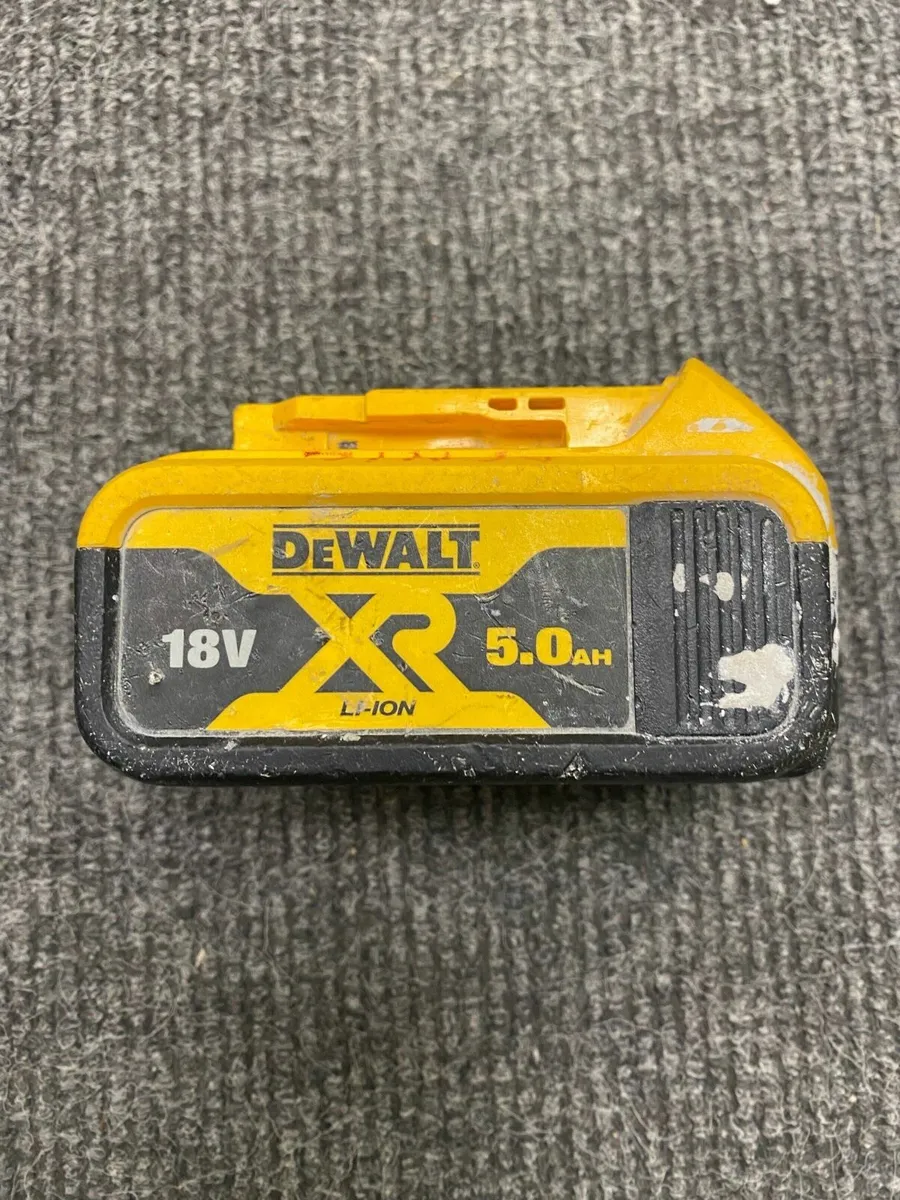 DEWALT
XR
18V
5.0AH
LI-ION